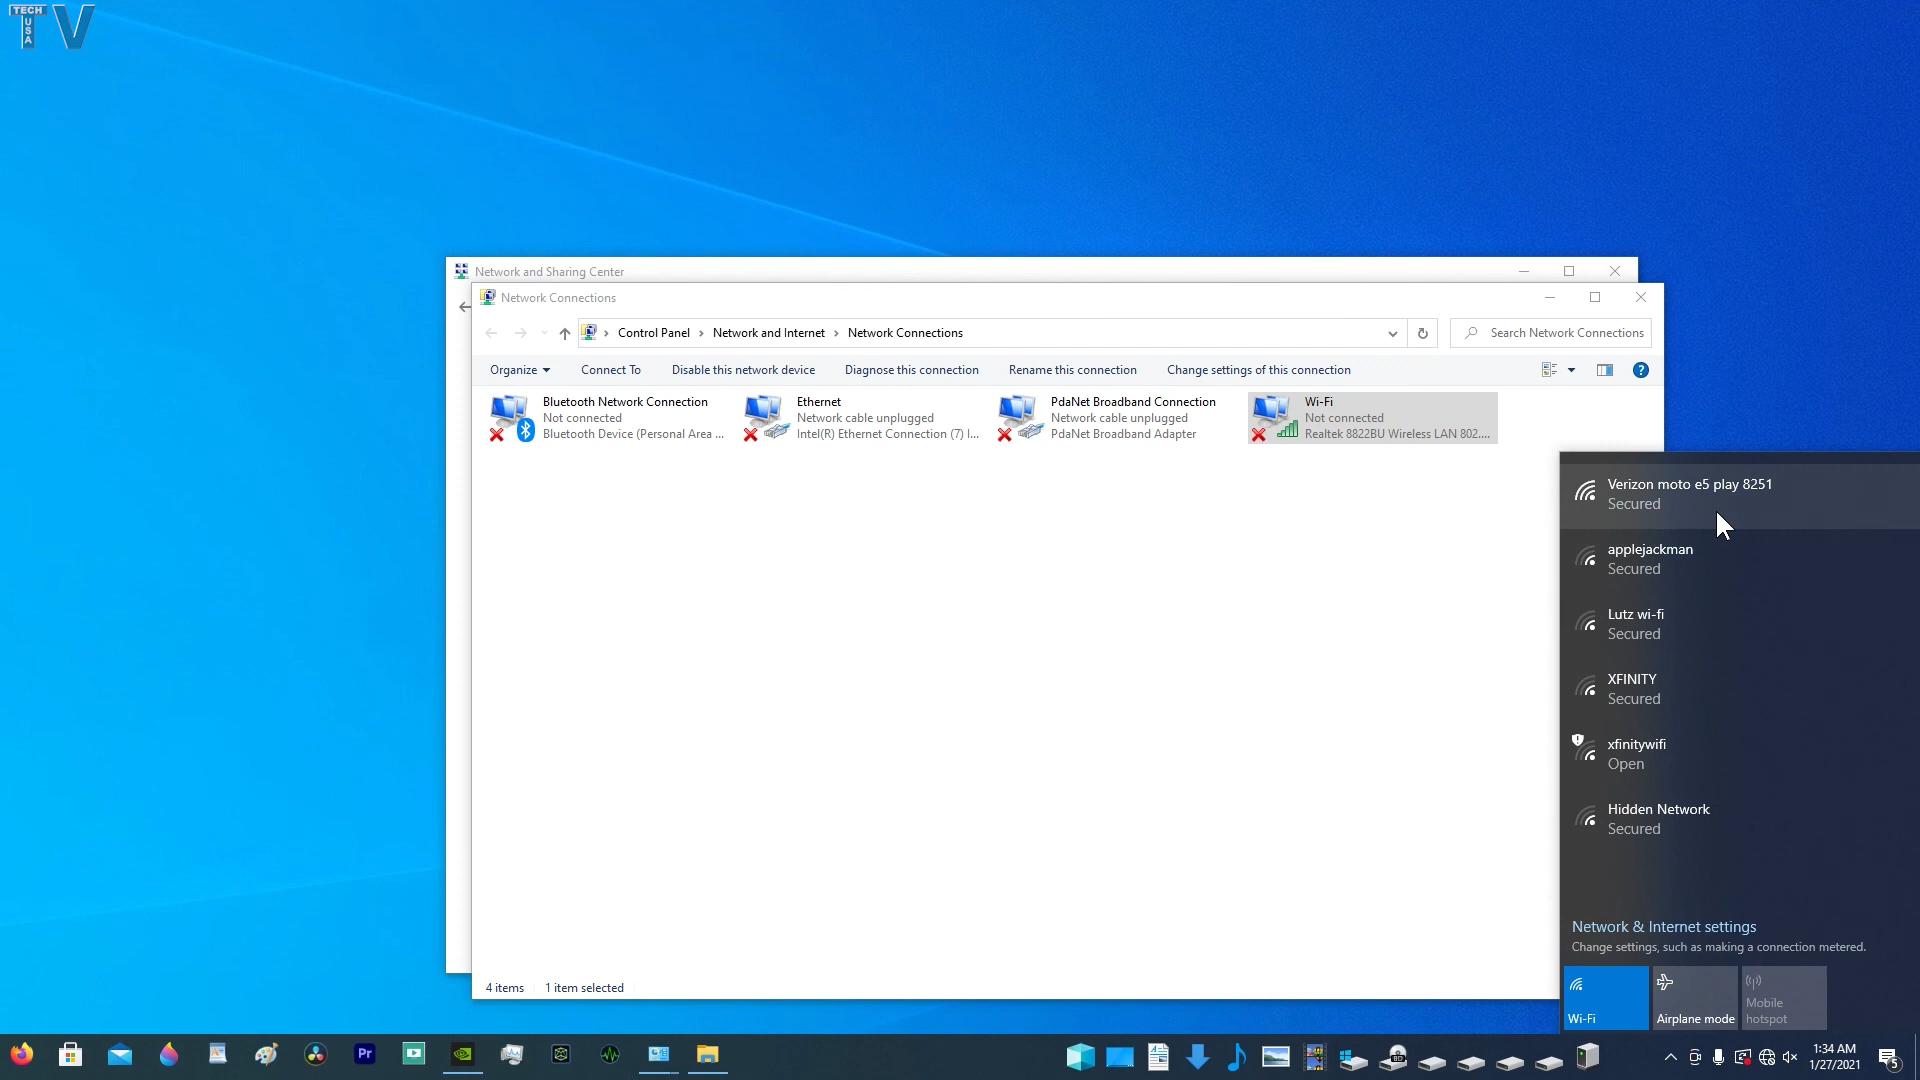 TECH
USA
TV
Network and Sharing Center
Network Connections
Control Panel > Network and Internet > Network Connections
Search Network Connections
Organize
Connect To
Disable this network device
Diagnose this connection
Rename this connection
Change settings of this connection
?
Bluetooth Network Connection
Not connected
Bluetooth Device (Personal Area ...
Ethernet
Network cable unplugged
Intel(R) Ethernet Connection (7) I...
PdaNet Broadband Connection
Network cable unplugged
PdaNet Broadband Adapter
Wi-Fi
Not connected
Realtek 8822BU Wireless LAN 802....
Verizon moto e5 play 8251
Secured
applejackman
Secured
Lutz wi-fi
Secured
XFINITY
Secured
xfinitywifi
Open
Hidden Network
Secured
Network & Internet settings
Change settings, such as making a connection metered.
Wi-Fi
Airplane mode
Mobile
hotspot
4 items
1 item selected
Pr
BD
1:34 AM
1/27/2021
5